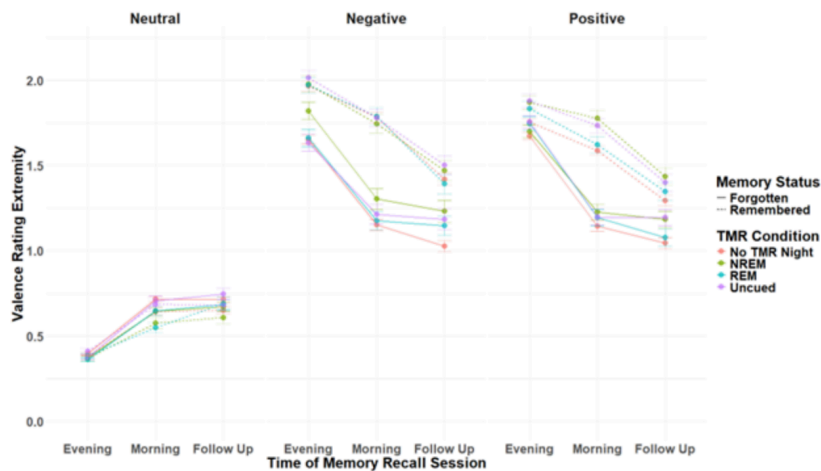 Neutral Negative Positive
Valence Rating Extremity
2.0
1.5
1.0
0.5
0.0
Evening Morning Follow Up Evening Morning Follow Up Evening Morning Follow Up
Time of Memory Recall Session
Memory Status
Forgotten
Remembered
TMR Condition
No TMR Night
NREM
REM
Uncued